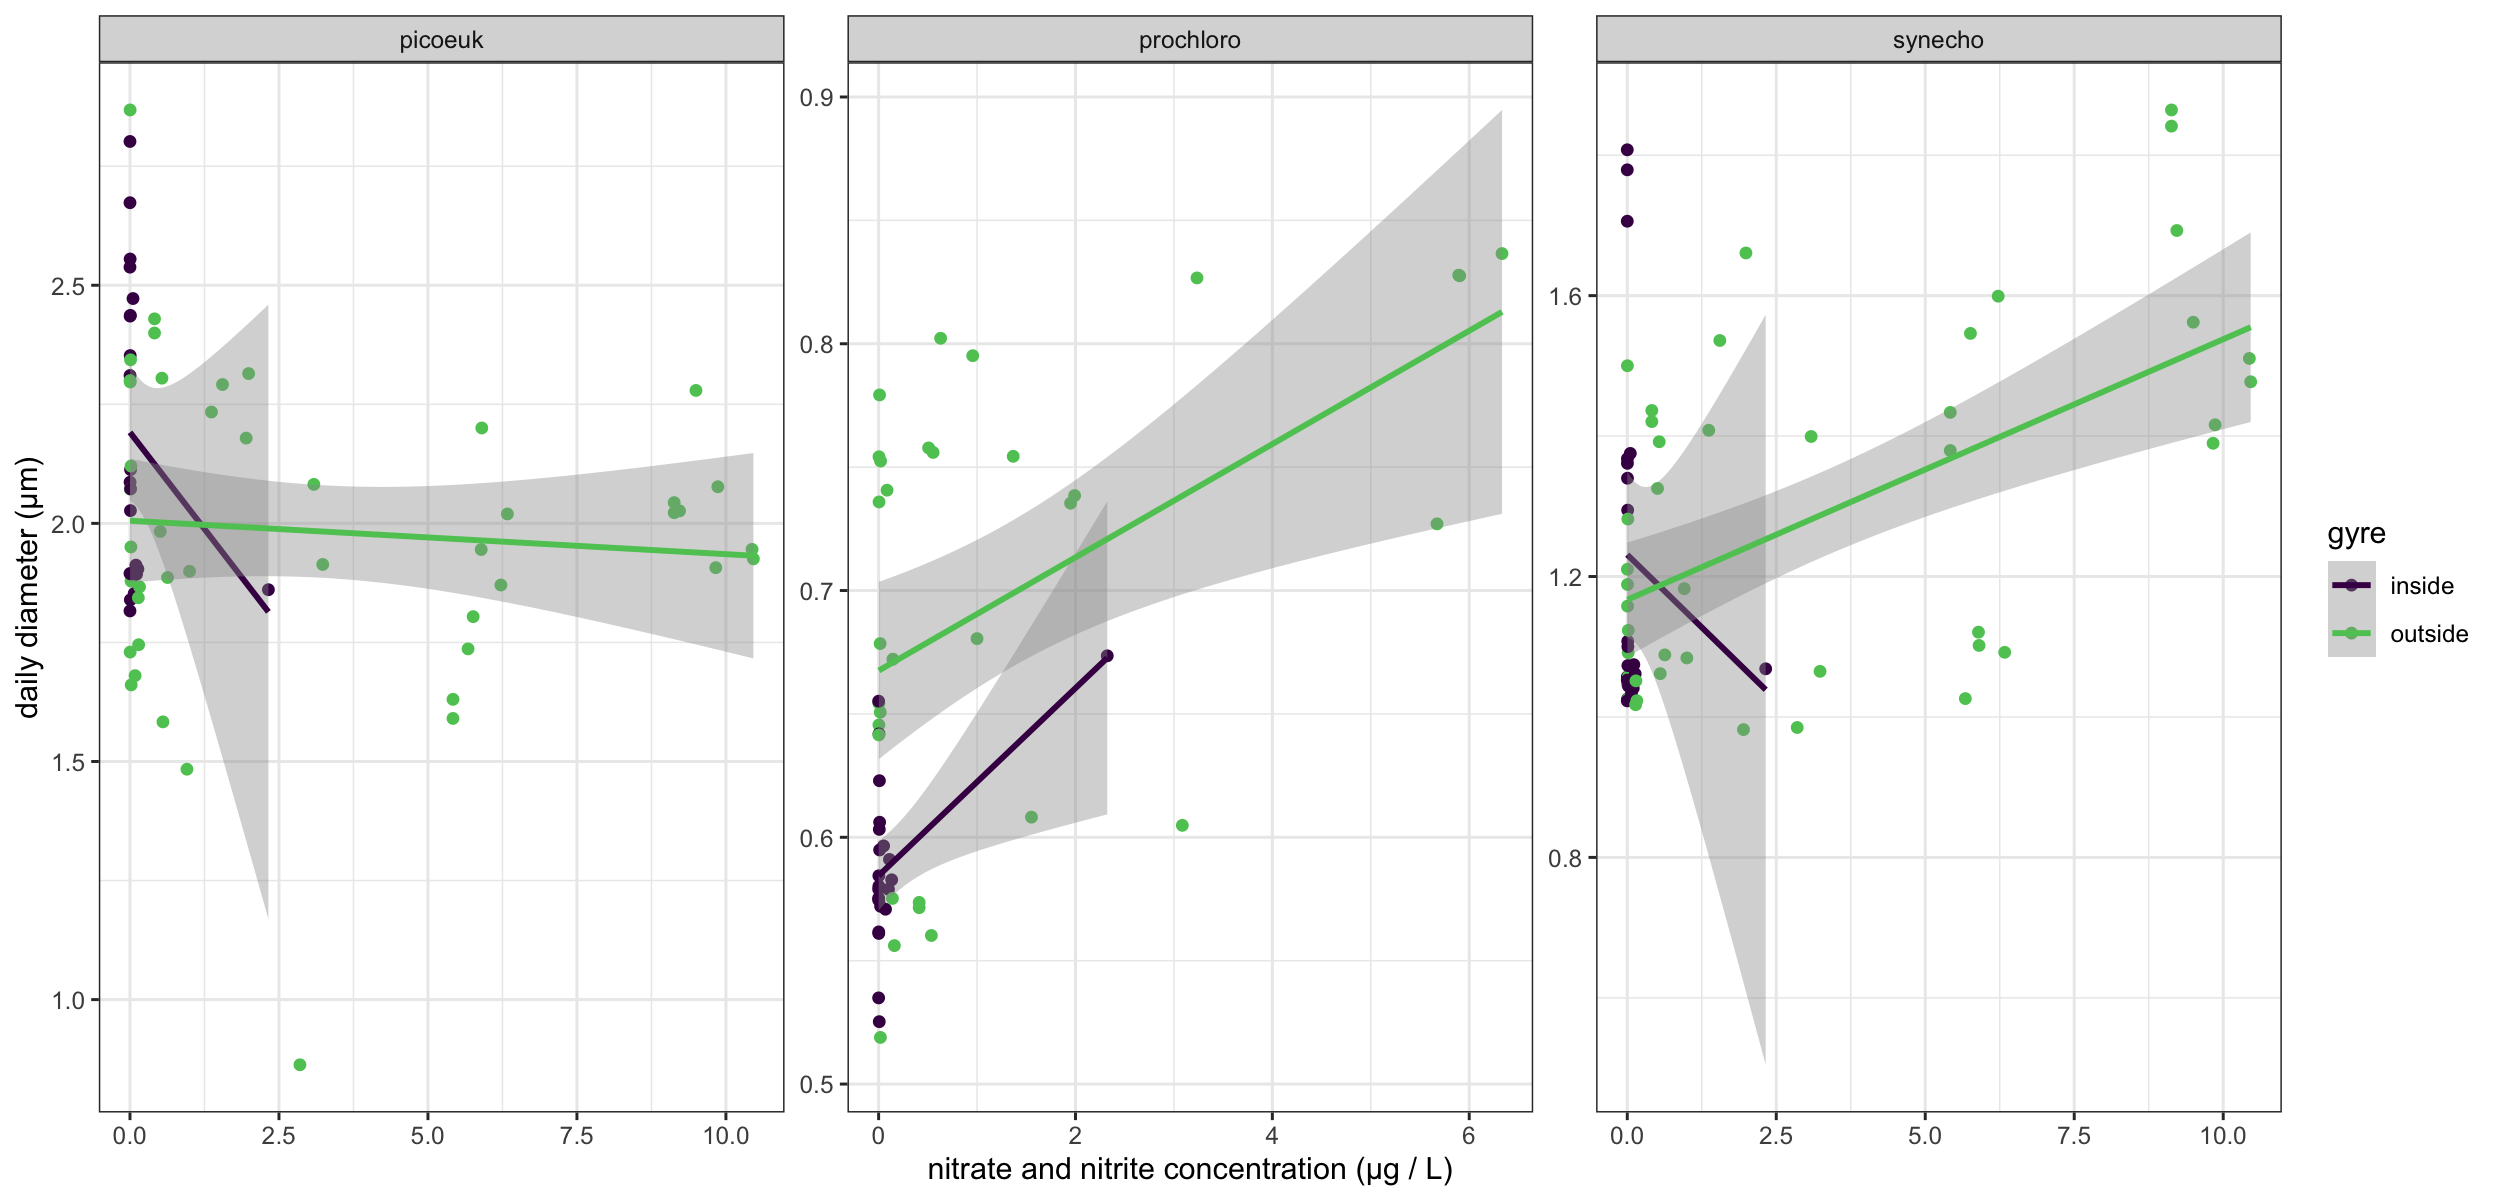 picoeuk prochloro synecho
daily diameter (µm)
2.5
2.0
1.5
1.0
0.0 2.5 5.0 7.5 10.0
0.9
0.8
0.7
0.6
0.5
0 2 4 6
1.6
1.2
0.8
0.0 2.5 5.0 7.5 10.0
nitrate and nitrite concentration (µg / L)
gyre
inside
outside